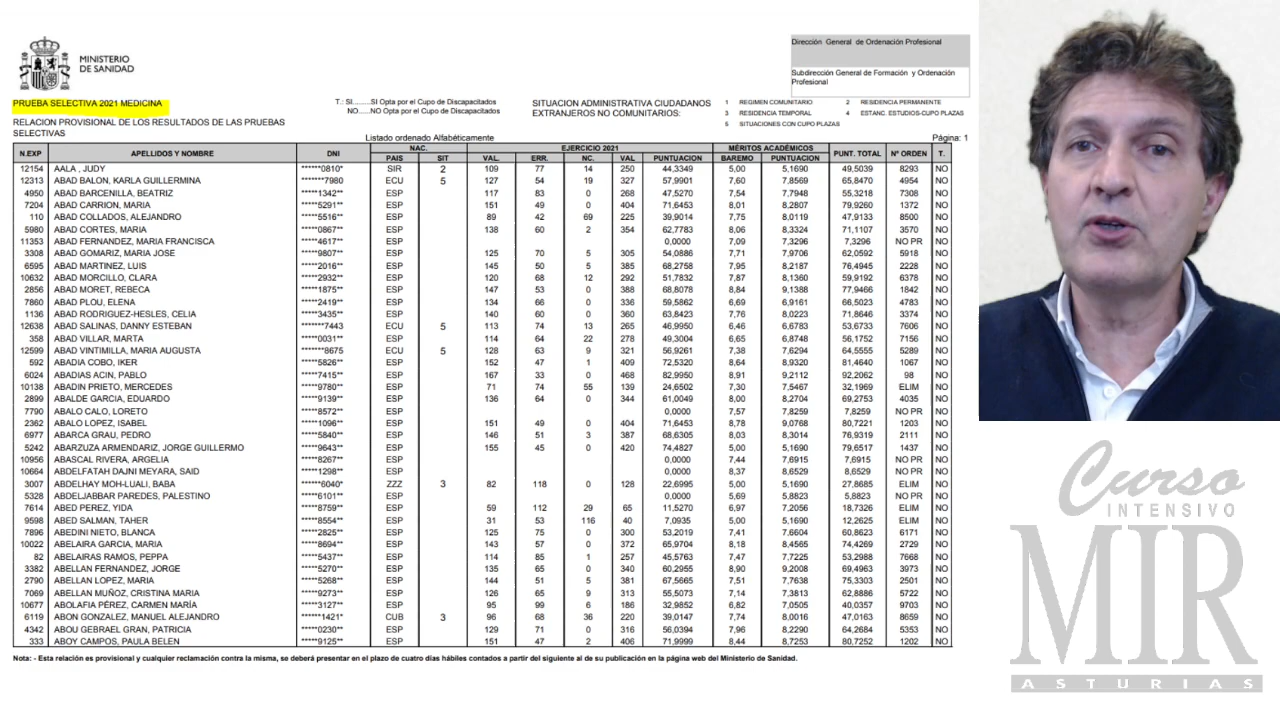 MINISTERIO
DE SANIDAD
Dirección General de Ordenación Profesional
Subdirección General de Formación y Ordenación
Profesional
PRUEBA SELECTIVA 2021 MEDICINA
RELACION PROVISIONAL DE LOS RESULTADOS DE LAS PRUEBAS
SELECTIVAS
T.: SI.........SI Opta por el Cupo de Discapacitados
NO......NO Opta por el Cupo de Discapacitados
SITUACION ADMINISTRATIVA CIUDADANOS
EXTRANJEROS NO COMUNITARIOS:
1 REGIMEN COMUNITARIO 2 RESIDENCIA PERMANENTE
3 RESIDENCIA TEMPORAL 4 ESTANC. ESTUDIOS-CUPO PLAZAS
5 SITUACIONES CON CUPO PLAZAS
Listado ordenado Alfabéticamente
Página: 1
NAC. EJERCICIO 2021 MÉRITOS ACADÉMICOS
N.EXP APELLIDOS Y NOMBRE DNI PAIS SIT VAL. ERR. NC. VAL PUNTUACION BAREMO PUNTUACION PUNT. TOTAL Nº ORDEN T.
12154 AALA , JUDY ******0810* SIR 2 109 77 14 250 44,3349 5,00 5,1690 49,5039 8293 NO
12313 ABAD BALON, KARLA GUILLERMINA *******7980 ECU 5 127 54 19 327 57,9901 7,60 7,8569 65,8470 4954 NO
4950 ABAD BARCENILLA, BEATRIZ *****1342** ESP 117 83 0 268 47,5270 7,54 7,7948 55,3218 7308 NO
7204 ABAD CARRION, MARIA *****5291** ESP 151 49 0 404 71,6453 8,01 8,2807 79,9260 1372 NO
110 ABAD COLLADOS, ALEJANDRO *****5516** ESP 89 42 69 225 39,9014 7,75 8,0119 47,9133 8500 NO
5980 ABAD CORTES, MARIA *****0867** ESP 138 60 2 354 62,7783 8,06 8,3324 71,1107 3570 NO
11353 ABAD FERNANDEZ, MARIA FRANCISCA *****4617** ESP 0,0000 7,09 7,3296 7,3296 NO PR NO
3308 ABAD GOMARIZ, MARIA JOSE *****9807** ESP 125 70 5 305 54,0886 7,71 7,9706 62,0592 5918 NO
6595 ABAD MARTINEZ, LUIS *****2016** ESP 145 50 5 385 68,2758 7,95 8,2187 76,4945 2228 NO
10632 ABAD MORCILLO, CLARA *****2932** ESP 120 68 12 292 51,7832 7,87 8,1360 59,9192 6378 NO
2856 ABAD MORET, REBECA *****1875** ESP 147 53 0 388 68,8078 8,84 9,1388 77,9466 1842 NO
7860 ABAD PLOU, ELENA *****2419** ESP 134 66 0 336 59,5862 6,69 6,9161 66,5023 4783 NO
1136 ABAD RODRIGUEZ-HESLES, CELIA *****3435** ESP 140 60 0 360 63,8423 7,76 8,0223 71,8646 3374 NO
12638 ABAD SALINAS, DANNY ESTEBAN *******7443 ECU 5 113 74 13 265 46,9950 6,46 6,6783 53,6733 7606 NO
358 ABAD VILLAR, MARTA *****0031** ESP 114 64 22 278 49,3004 6,65 6,8748 56,1752 7156 NO
12599 ABAD VINTIMILLA, MARIA AUGUSTA *******8675 ECU 5 128 63 9 321 56,9261 7,38 7,6294 64,5555 5289 NO
592 ABADIA COBO, IKER *****5826** ESP 152 47 1 409 72,5320 8,64 8,9320 81,4640 1067 NO
6024 ABADIAS ACIN, PABLO *****7415** ESP 167 33 0 468 82,9950 8,91 9,2112 92,2062 98 NO
10138 ABADIN PRIETO, MERCEDES *****9780** ESP 71 74 55 139 24,6502 7,30 7,5467 32,1969 ELIM NO
2899 ABALDE GARCIA, EDUARDO *****9139** ESP 136 64 0 344 61,0049 8,00 8,2704 69,2753 4035 NO
7790 ABALO CALO, LORETO *****8572** ESP 0,0000 7,57 7,8259 7,8259 NO PR NO
2362 ABALO LOPEZ, ISABEL *****1096** ESP 151 49 0 404 71,6453 8,78 9,0768 80,7221 1203 NO
6977 ABARCA GRAU, PEDRO *****5840** ESP 146 51 3 387 68,6305 8,03 8,3014 76,9319 2111 NO
5242 ABARZUZA ARMENDARIZ, JORGE GUILLERMO *****9643** ESP 155 45 0 420 74,4827 5,00 5,1690 79,6517 1437 NO
10956 ABASCAL RIVERA, ARGELIA *****8267** ESP 0,0000 7,44 7,6915 7,6915 NO PR NO
10664 ABDELFATAH DAJNI MEYARA, SAID *****1298** ESP 0,0000 8,37 8,6529 8,6529 NO PR NO
3007 ABDELHAY MOH-LUALI, BABA ******6040* ZZZ 3 82 118 0 128 22,6995 5,00 5,1690 27,8685 ELIM NO
5328 ABDELJABBAR PAREDES, PALESTINO *****6101** ESP 0,0000 5,69 5,8823 5,8823 NO PR NO
7614 ABED PEREZ, YIDA *****8759** ESP 59 112 29 65 11,5270 6,97 7,2056 18,7326 ELIM NO
9598 ABED SALMAN, TAHER *****8554** ESP 31 53 116 40 7,0935 5,00 5,1690 12,2625 ELIM NO
7896 ABEDINI NIETO, BLANCA *****2825** ESP 125 75 0 300 53,2019 7,41 7,6604 60,8623 6171 NO
10022 ABELAIRA GARCIA, MARIA *****8694** ESP 143 57 0 372 65,9704 8,18 8,4565 74,4269 2729 NO
82 ABELAIRAS RAMOS, PEPPA *****5437** ESP 114 85 1 257 45,5763 7,47 7,7225 53,2988 7668 NO
3382 ABELLAN FERNANDEZ, JORGE *****5270** ESP 135 65 0 340 60,2955 8,90 9,2008 69,4963 3973 NO
2790 ABELLAN LOPEZ, MARIA *****5268** ESP 144 51 5 381 67,5665 7,51 7,7638 75,3303 2501 NO
7069 ABELLAN MUÑOZ, CRISTINA MARIA *****9273** ESP 126 65 9 313 55,5073 7,14 7,3813 62,8886 5722 NO
10677 ABOLAFIA PÉREZ, CARMEN MARÍA *****3127** ESP 95 99 6 186 32,9852 6,82 7,0505 40,0357 9703 NO
6119 ABON GONZALEZ, MANUEL ALEJANDRO ******1421* CUB 3 96 68 36 220 39,0147 7,74 8,0016 47,0163 8659 NO
4342 ABOU GEBRAEL GRAN, PATRICIA *****0230** ESP 129 71 0 316 56,0394 7,96 8,2290 64,2684 5353 NO
333 ABOU CAMPOS, PAULA BELEN *****9125** ESP 151 47 2 406 71,9999 8,44 8,7253 80,7252 1202 NO
Nota: - Esta relación es provisional y cualquier reclamación contra la misma, se deberá presentar en el plazo de cuatro días hábiles contados a partir del siguiente al de su publicación en la página web del Ministerio de Sanidad.
Curso
INTENSIVO
MIR
ASTURIAS